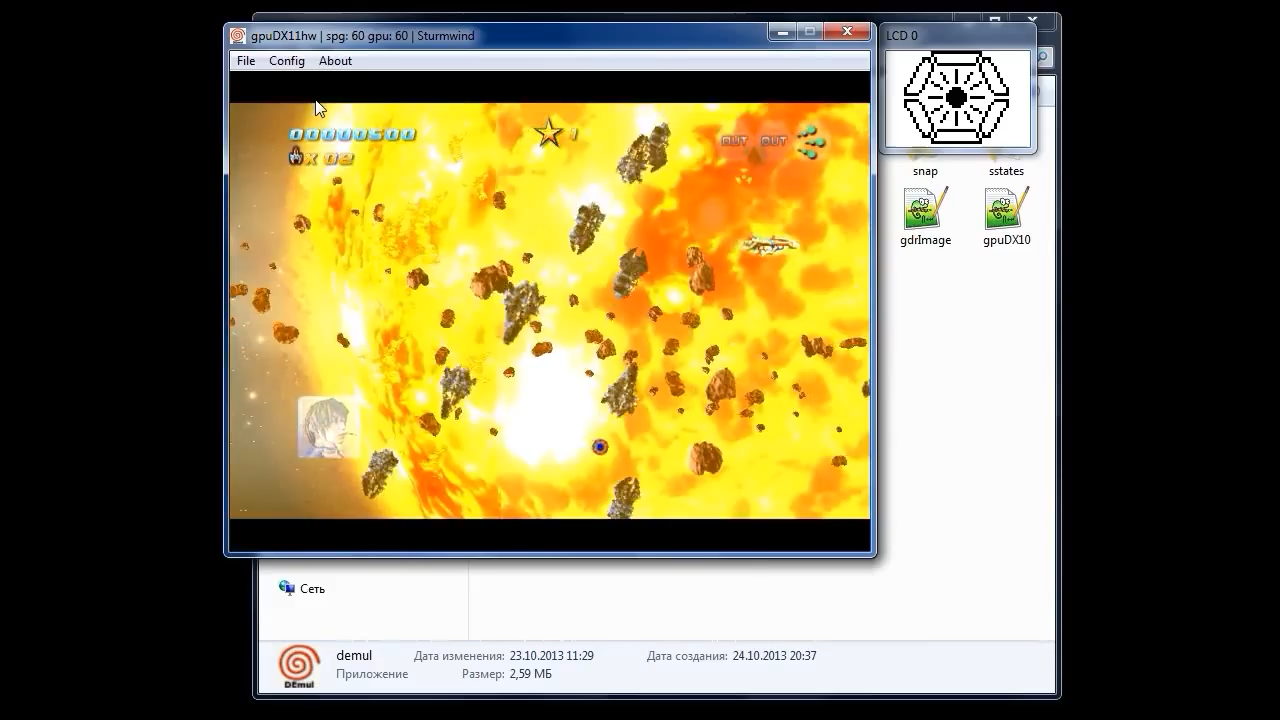 gpuDX11hw | spg: 60 gpu: 60 | Sturmwind
LCD 0
File Config About
00000500
X 02
1
OUT OUT
snap
sstates
gdrImage
gpuDX10
Сеть
demul
Дата изменения: 23.10.2013 11:29
Дата создания: 24.10.2013 20:37
Приложение
Размер: 2,59 МБ
DEmul